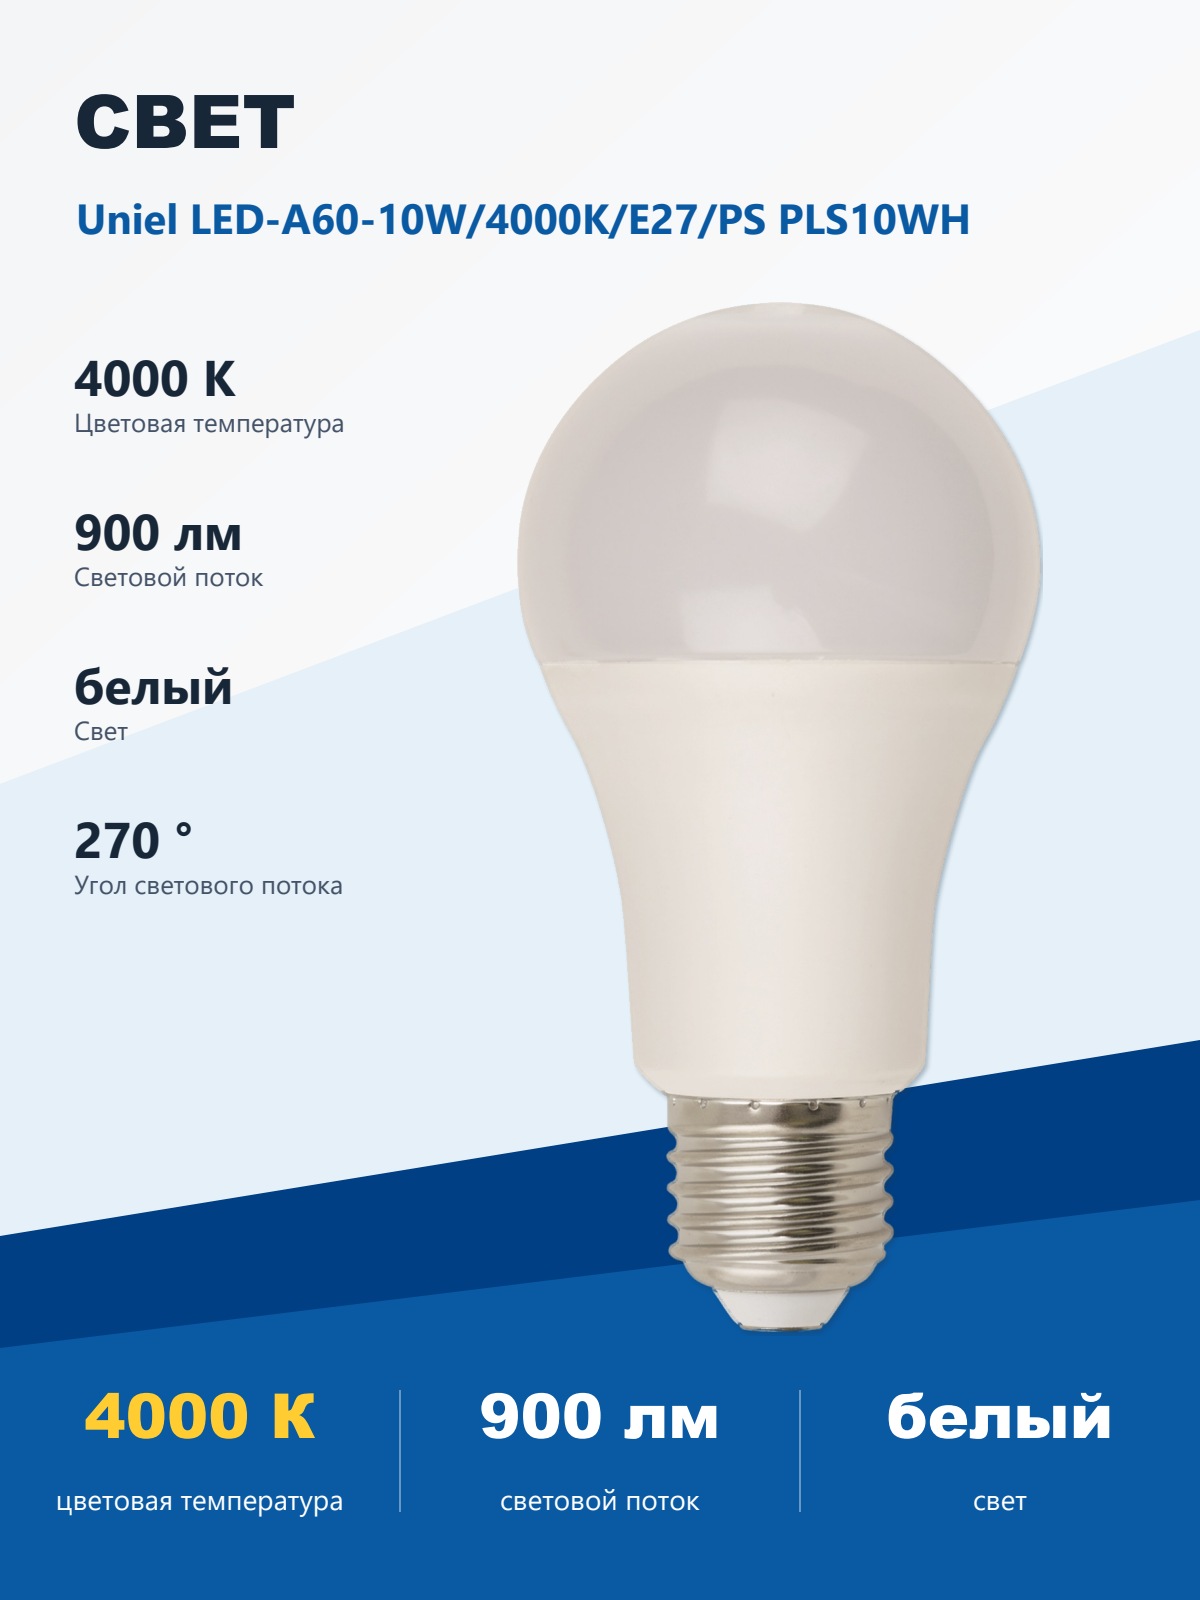 СВЕТ
Uniel LED-A60-10W/4000K/E27/PS PLS10WH
4000 К
Цветовая температура
900 лм
Световой поток
белый
Свет
270 °
Угол светового потока
4000 К
цветовая температура
900 лм
световой поток
белый
свет